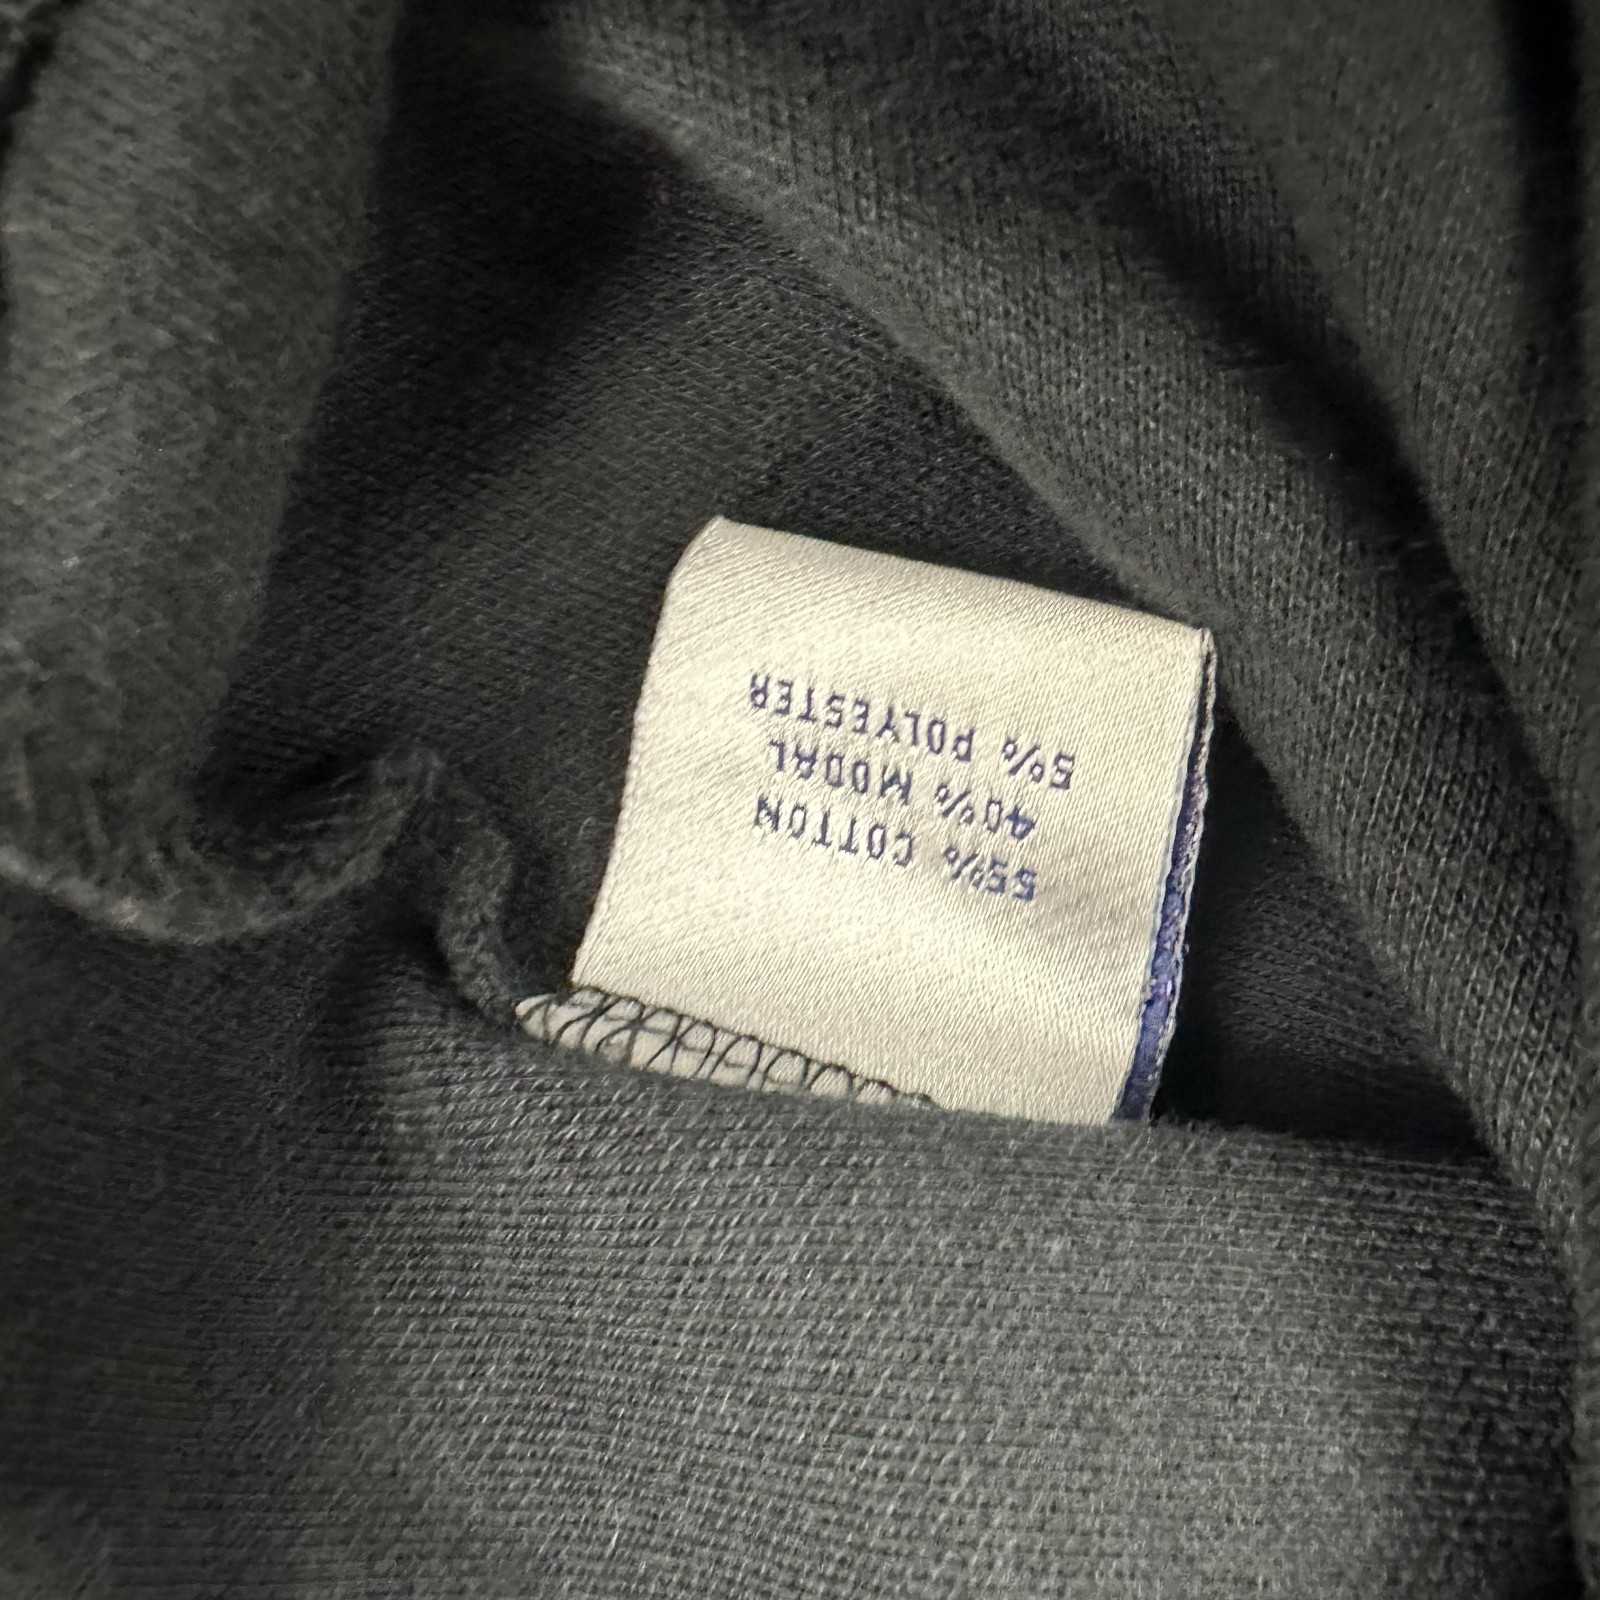 55% COTTON
40% MODAL
5% POLYESTER